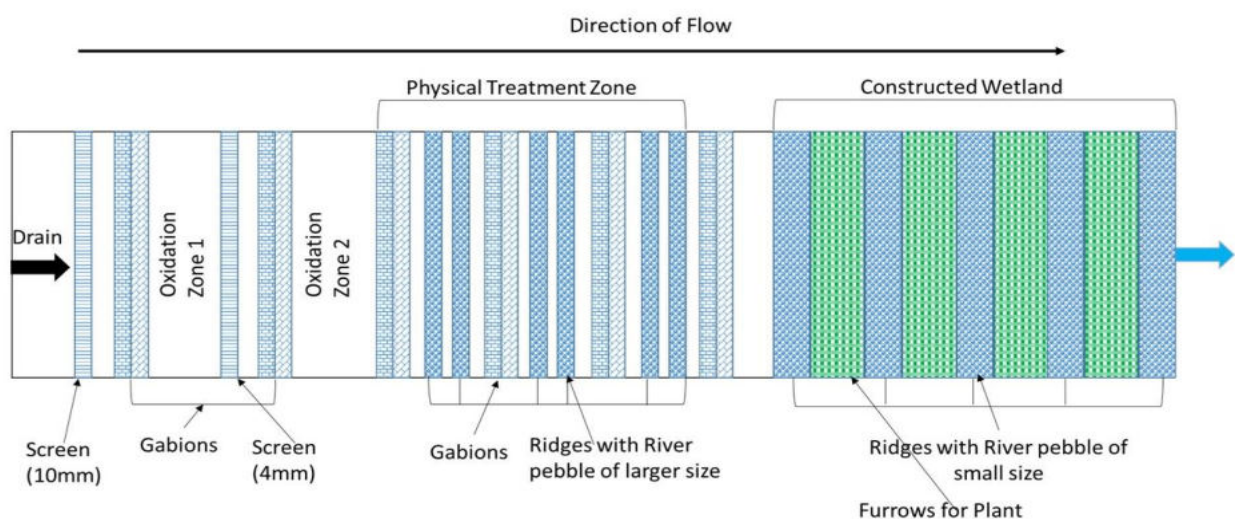 Direction of Flow
Physical Treatment Zone
Constructed Wetland
Drain
Oxidation
Zone 1
Oxidation
Zone 2
Screen
(10mm)
Gabions
Screen
(4mm)
Gabions
Ridges with River
pebble of larger size
Ridges with River pebble of
small size
Furrows for Plant